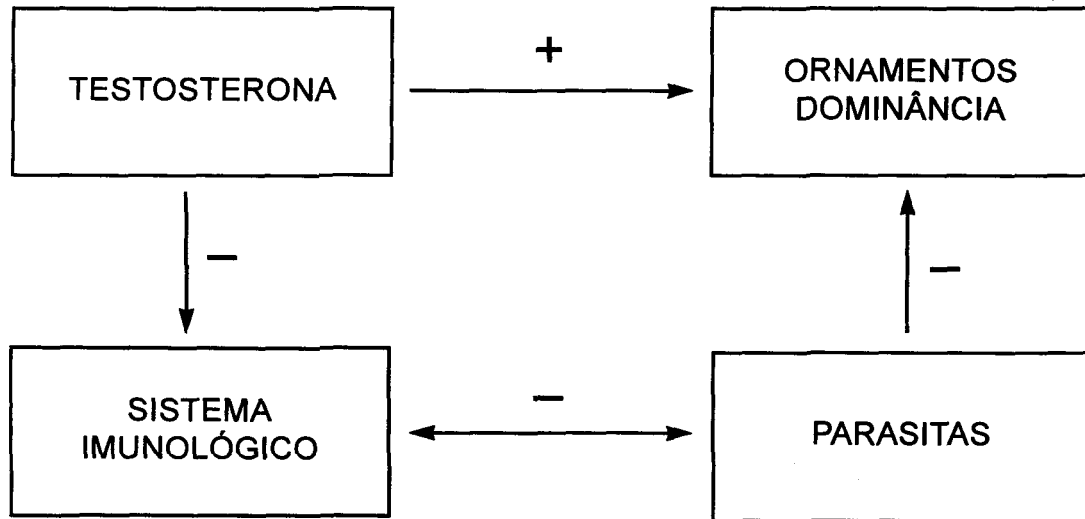 TESTOSTERONA
+
ORNAMENTOS
DOMINÂNCIA
−
−
SISTEMA
IMUNOLÓGICO
−
PARASITAS